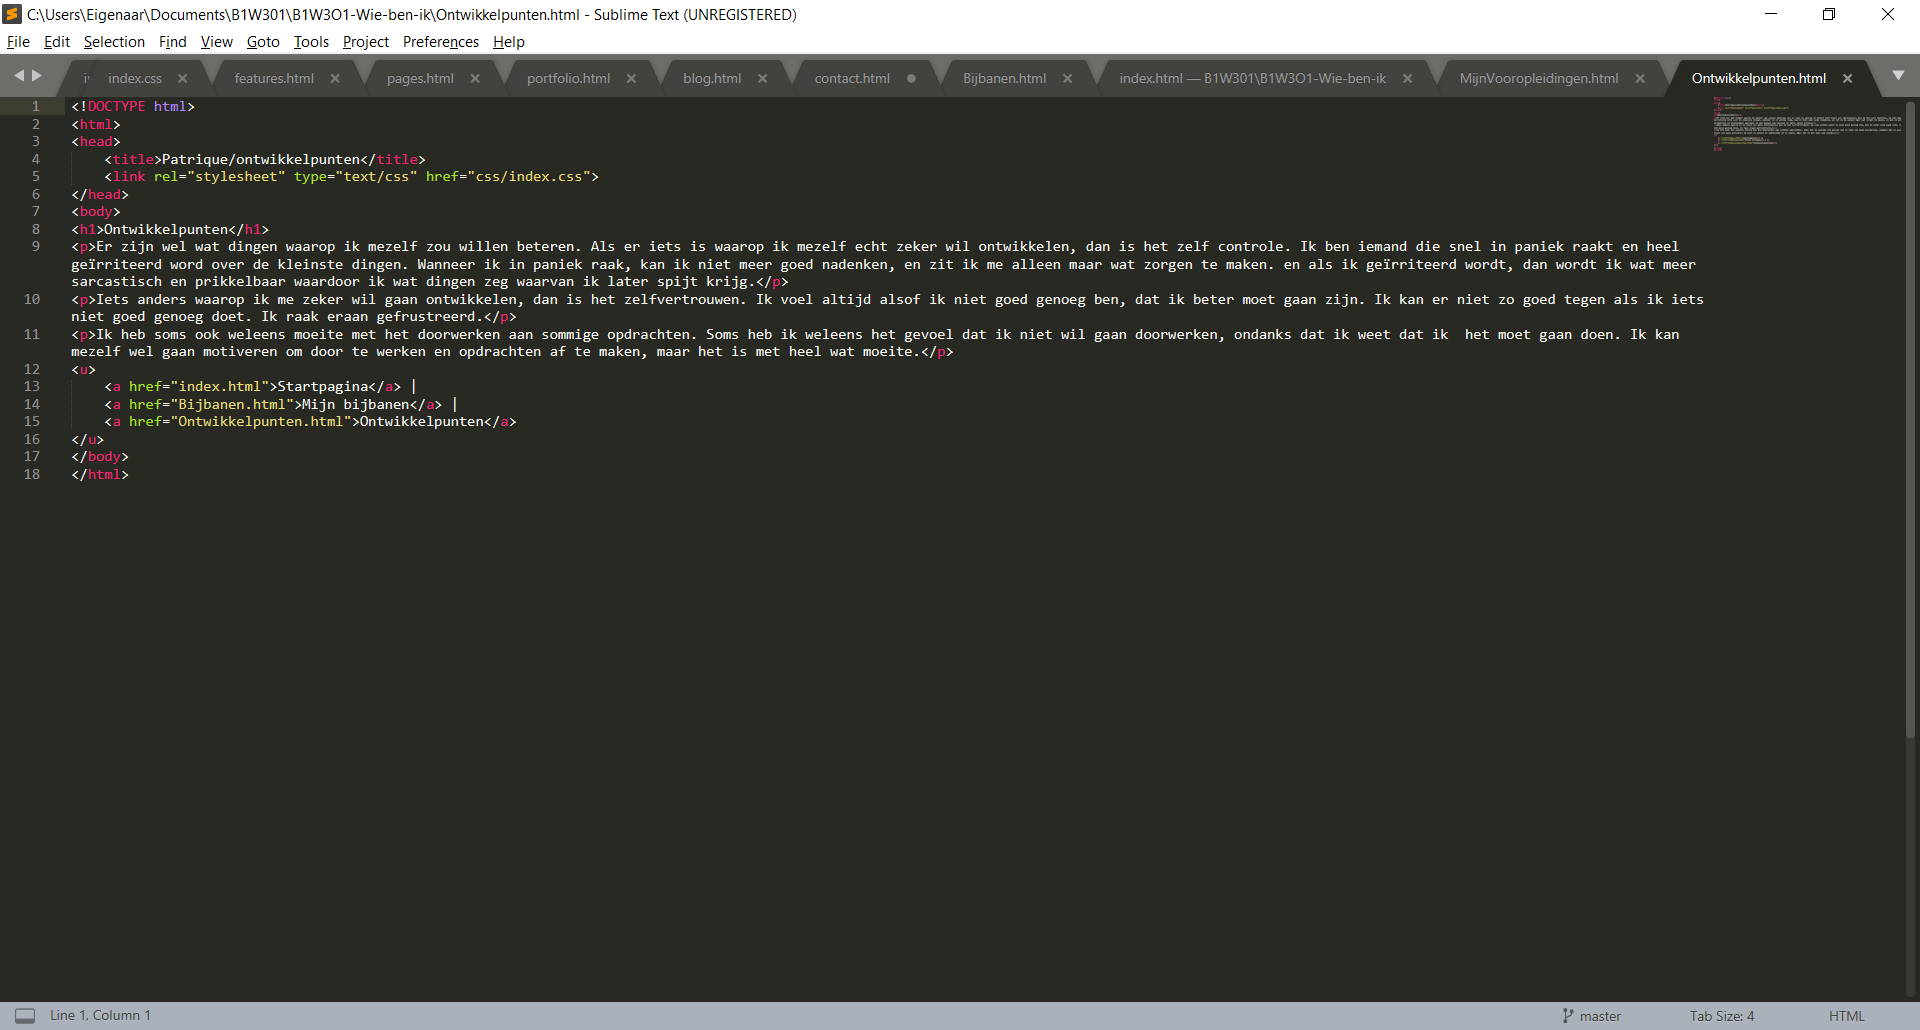 C:\Users\Eigenaar\Documents\B1W301\B1W3O1-Wie-ben-ik\Ontwikkelpunten.html - Sublime Text (UNREGISTERED)
File Edit Selection Find View Goto Tools Project Preferences Help
index.css features.html pages.html portfolio.html blog.html contact.html Bijbanen.html index.html — B1W301\B1W3O1-Wie-ben-ik MijnVooropleidingen.html Ontwikkelpunten.html
1 <!DOCTYPE html>
2 <html>
3 <head>
4 <title>Patrique/ontwikkelpunten</title>
5 <link rel="stylesheet" type="text/css" href="css/index.css">
6 </head>
7 <body>
8 <h1>Ontwikkelpunten</h1>
9 <p>Er zijn wel wat dingen waarop ik mezelf zou willen beteren. Als er iets is waarop ik mezelf echt zeker wil ontwikkelen, dan is het zelf controle. Ik ben iemand die snel in paniek raakt en heel
geïrriteerd word over de kleinste dingen. Wanneer ik in paniek raak, kan ik niet meer goed nadenken, en zit ik me alleen maar wat zorgen te maken. en als ik geïrriteerd wordt, dan wordt ik wat meer
sarcastisch en prikkelbaar waardoor ik wat dingen zeg waarvan ik later spijt krijg.</p>
10 <p>Iets anders waarop ik me zeker wil gaan ontwikkelen, dan is het zelfvertrouwen. Ik voel altijd alsof ik niet goed genoeg ben, dat ik beter moet gaan zijn. Ik kan er niet zo goed tegen als ik iets
niet goed genoeg doet. Ik raak eraan gefrustreerd.</p>
11 <p>Ik heb soms ook weleens moeite met het doorwerken aan sommige opdrachten. Soms heb ik weleens het gevoel dat ik niet wil gaan doorwerken, ondanks dat ik weet dat ik  het moet gaan doen. Ik kan
mezelf wel gaan motiveren om door te werken en opdrachten af te maken, maar het is met heel wat moeite.</p>
12 <u>
13 <a href="index.html">Startpagina</a> |
14 <a href="Bijbanen.html">Mijn bijbanen</a> |
15 <a href="Ontwikkelpunten.html">Ontwikkelpunten</a>
16 </u>
17 </body>
18 </html>
Line 1, Column 1 master Tab Size: 4 HTML